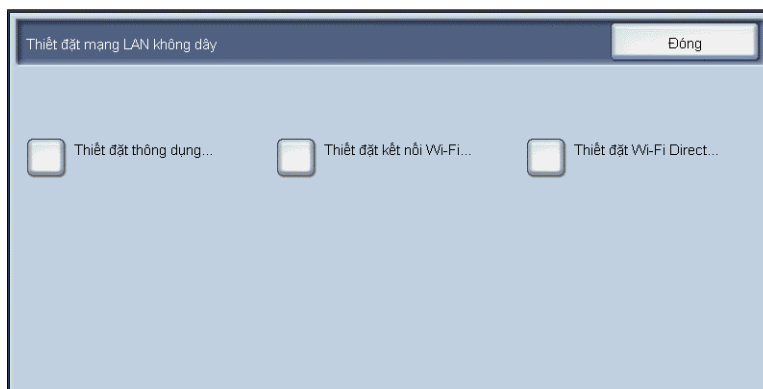 Thiết đặt mạng LAN không dây
Đóng
Thiết đặt thông dụng...
Thiết đặt kết nối Wi-Fi...
Thiết đặt Wi-Fi Direct...